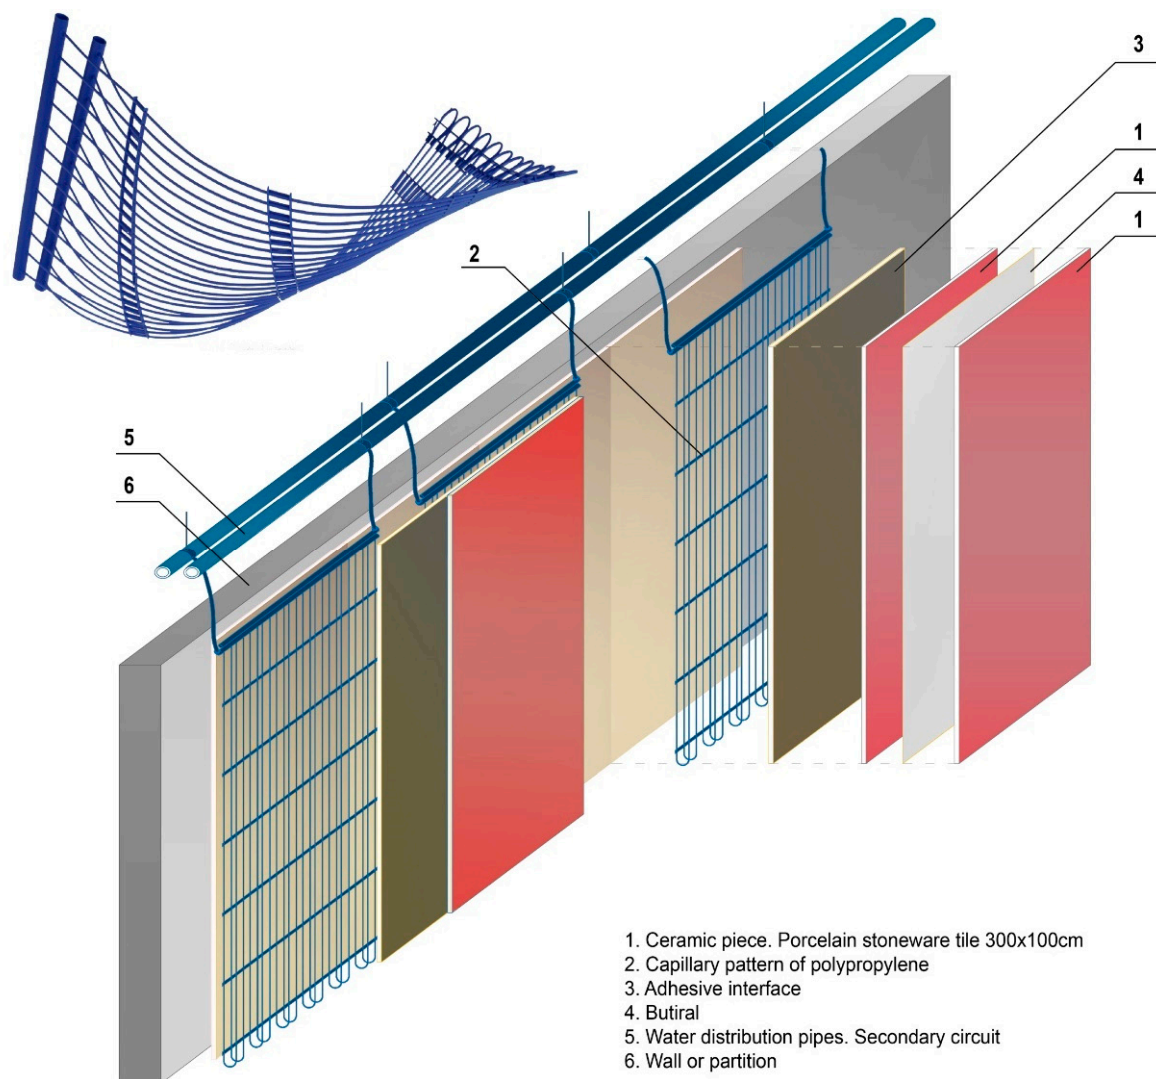 3
1
4
1
2
5
6
1. Ceramic piece. Porcelain stoneware tile 300x100cm
2. Capillary pattern of polypropylene
3. Adhesive interface
4. Butiral
5. Water distribution pipes. Secondary circuit
6. Wall or partition